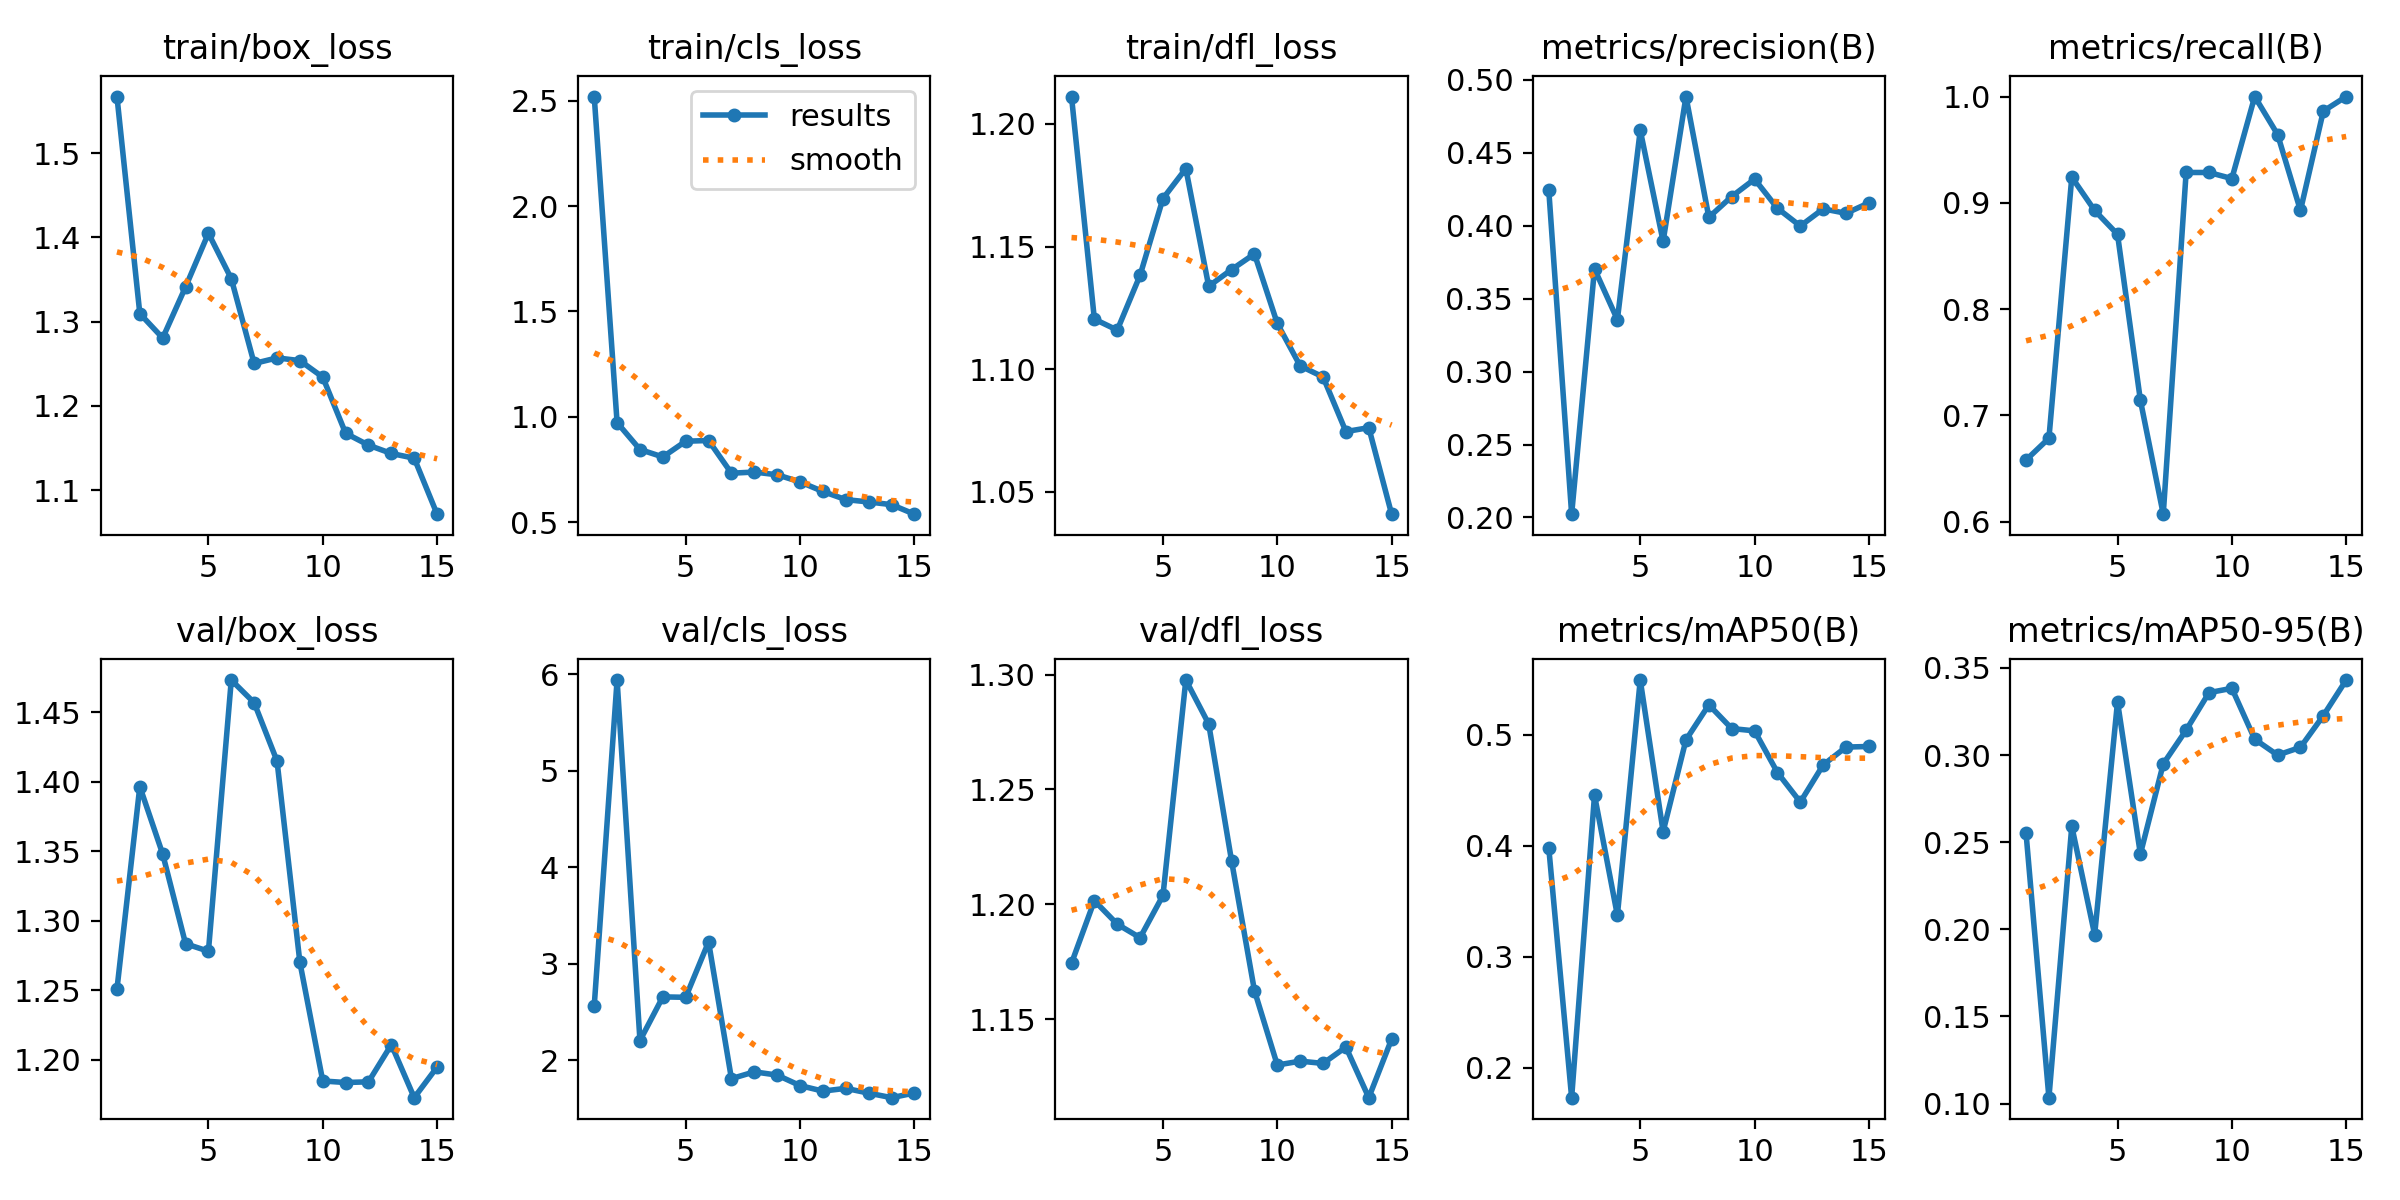 train/box_loss
train/cls_loss
train/dfl_loss
metrics/precision(B)
metrics/recall(B)
1.5
1.4
1.3
1.2
1.1
5 10 15
results
smooth
2.5
2.0
1.5
1.0
0.5
5 10 15
1.20
1.15
1.10
1.05
5 10 15
0.50
0.45
0.40
0.35
0.30
0.25
0.20
5 10 15
1.0
0.9
0.8
0.7
0.6
5 10 15
val/box_loss
val/cls_loss
val/dfl_loss
metrics/mAP50(B)
metrics/mAP50-95(B)
1.45
1.40
1.35
1.30
1.25
1.20
5 10 15
6
5
4
3
2
5 10 15
1.30
1.25
1.20
1.15
5 10 15
0.5
0.4
0.3
0.2
5 10 15
0.35
0.30
0.25
0.20
0.15
0.10
5 10 15